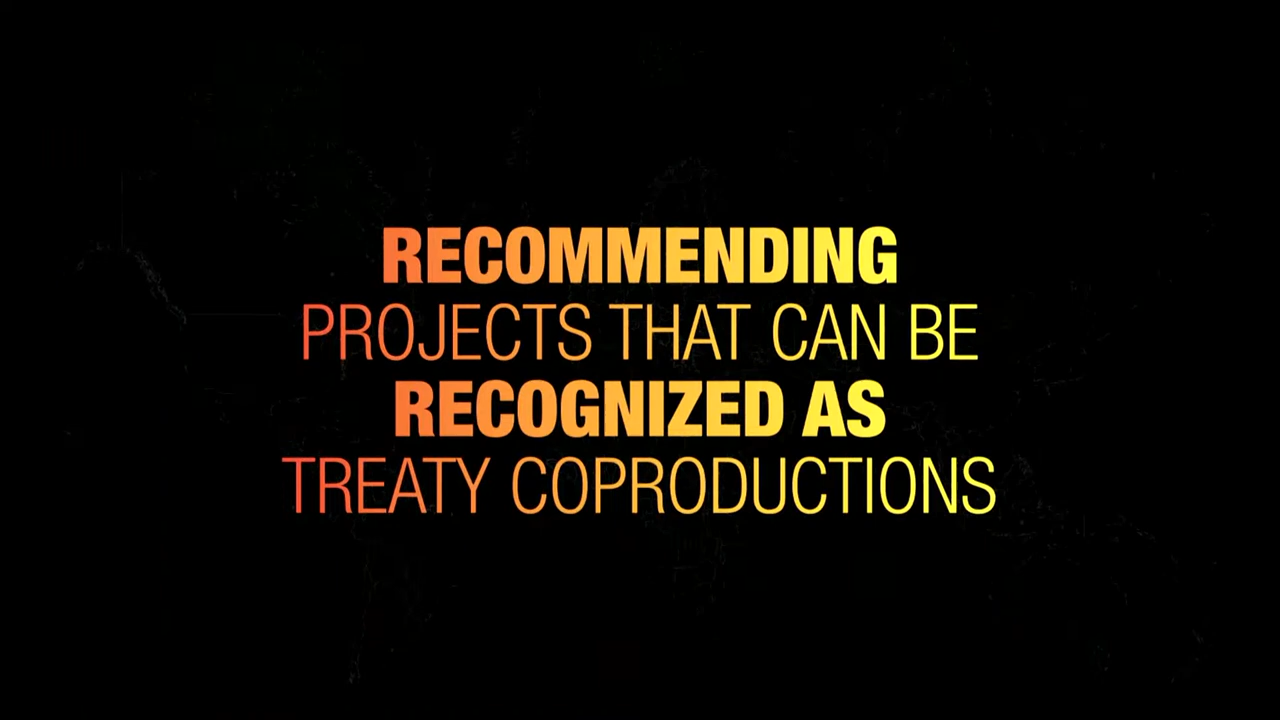 RECOMMENDING
PROJECTS THAT CAN BE
RECOGNIZED AS
TREATY COPRODUCTIONS